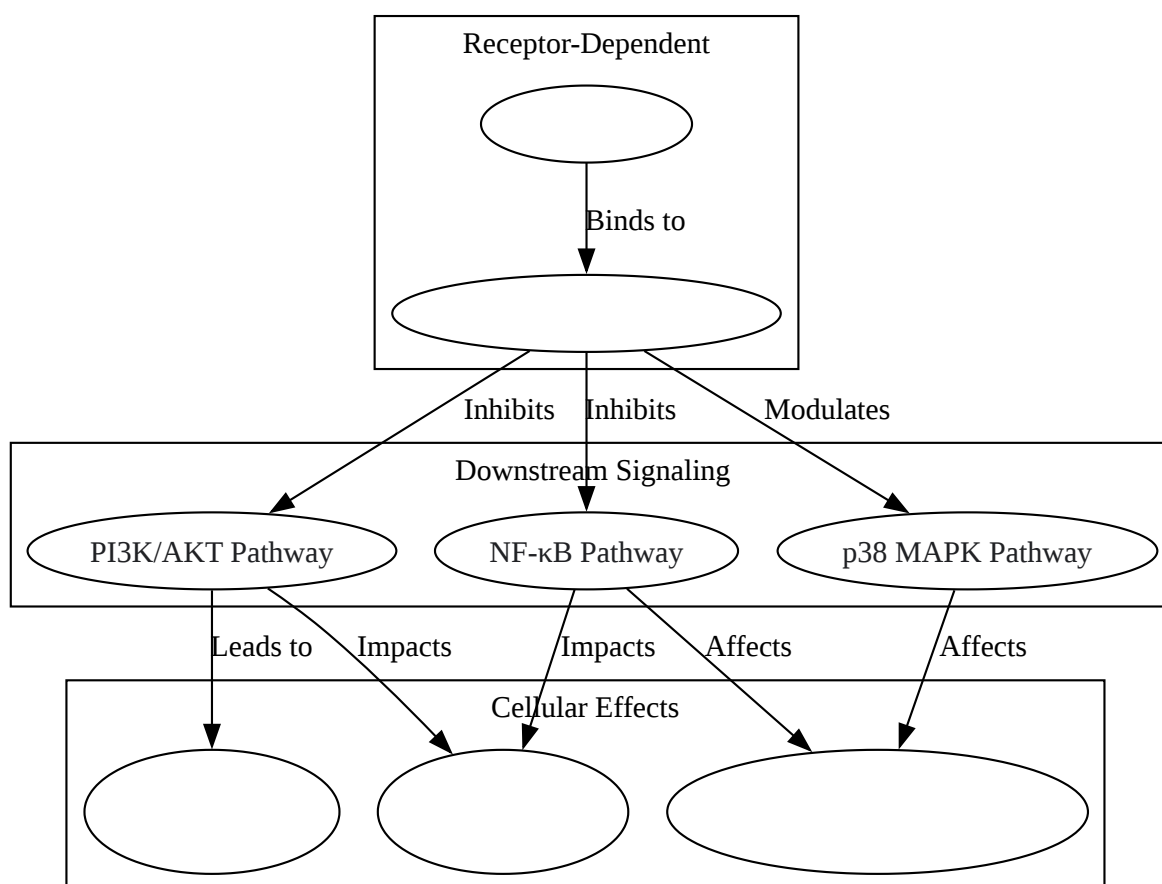 Receptor-Dependent
Binds to
Inhibits
Inhibits
Modulates
Downstream Signaling
PI3K/AKT Pathway
NF-κB Pathway
p38 MAPK Pathway
Leads to
Impacts
Impacts
Affects
Affects
Cellular Effects